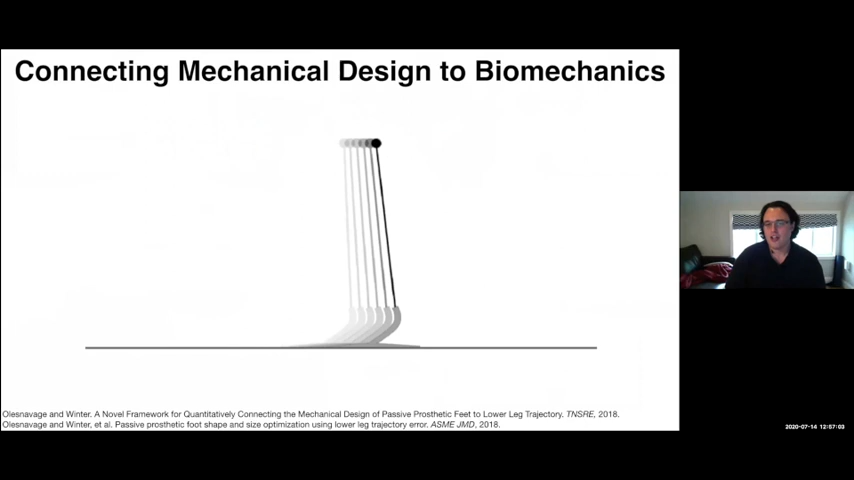 Connecting Mechanical Design to Biomechanics
Olesnavage and Winter. A Novel Framework for Quantitatively Connecting the Mechanical Design of Passive Prosthetic Feet to Lower Leg Trajectory. TNSRE, 2018.
Olesnavage and Winter, et al. Passive prosthetic foot shape and size optimization using lower leg trajectory error. ASME JMD, 2018.
2020-07-14 12:57:03